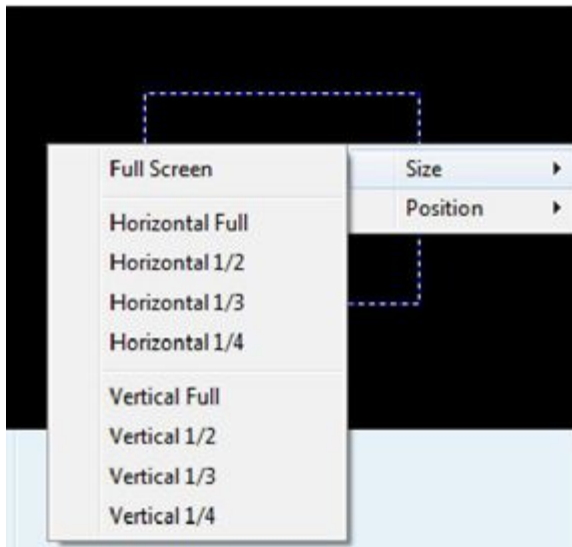 Full Screen
Horizontal Full
Horizontal 1/2
Horizontal 1/3
Horizontal 1/4
Vertical Full
Vertical 1/2
Vertical 1/3
Vertical 1/4
Size
Position